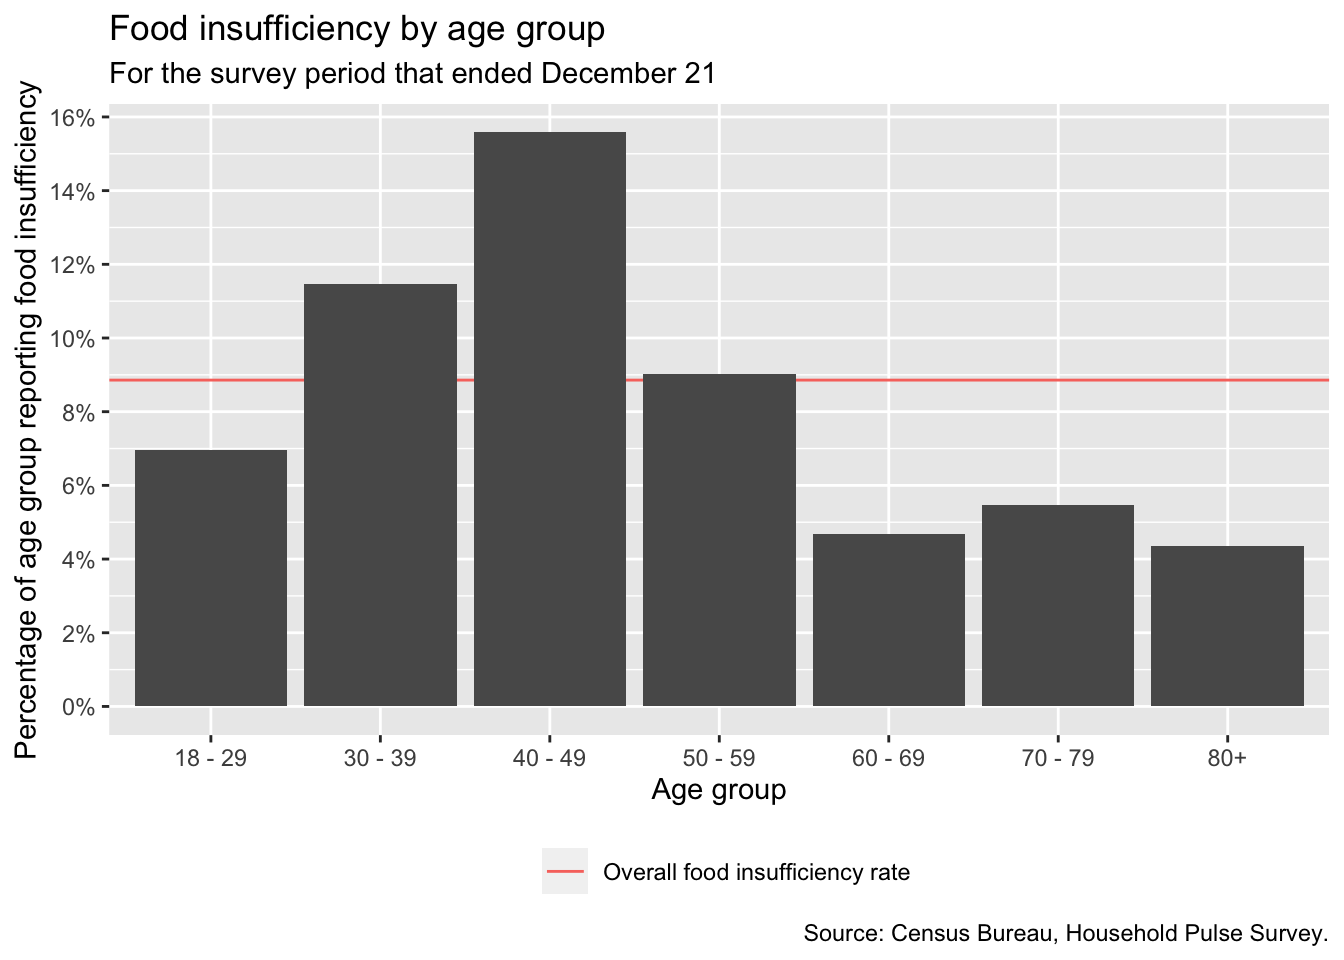 Food insufficiency by age group
For the survey period that ended December 21
Percentage of age group reporting food insufficiency
16%
14%
12%
10%
8%
6%
4%
2%
0%
18 - 29
30 - 39
40 - 49
50 - 59
60 - 69
70 - 79
80+
Age group
Overall food insufficiency rate
Source: Census Bureau, Household Pulse Survey.